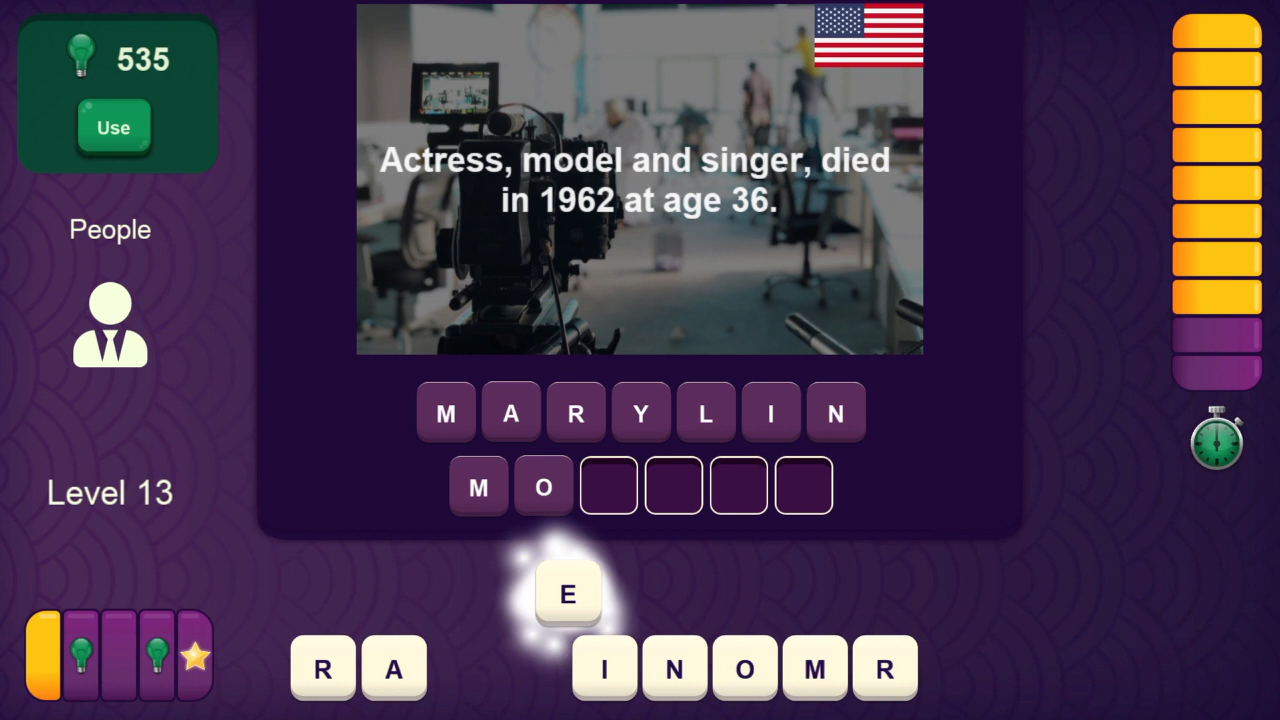 535
Use
People
Level 13
Actress, model and singer, died
in 1962 at age 36.
M A R Y L I N
M O
E
R A I N O M R